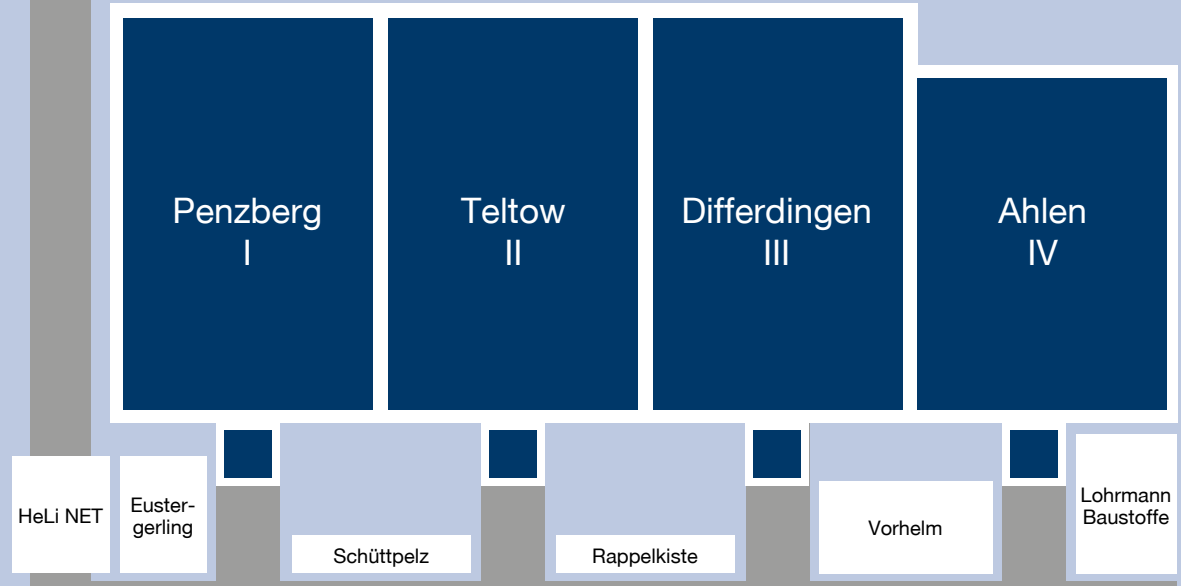 Penzberg
I
Teltow
II
Differdingen
III
Ahlen
IV
HeLi NET
Euster-
gerling
Schüttpelz
Rappelkiste
Vorhelm
Lohrmann
Baustoffe